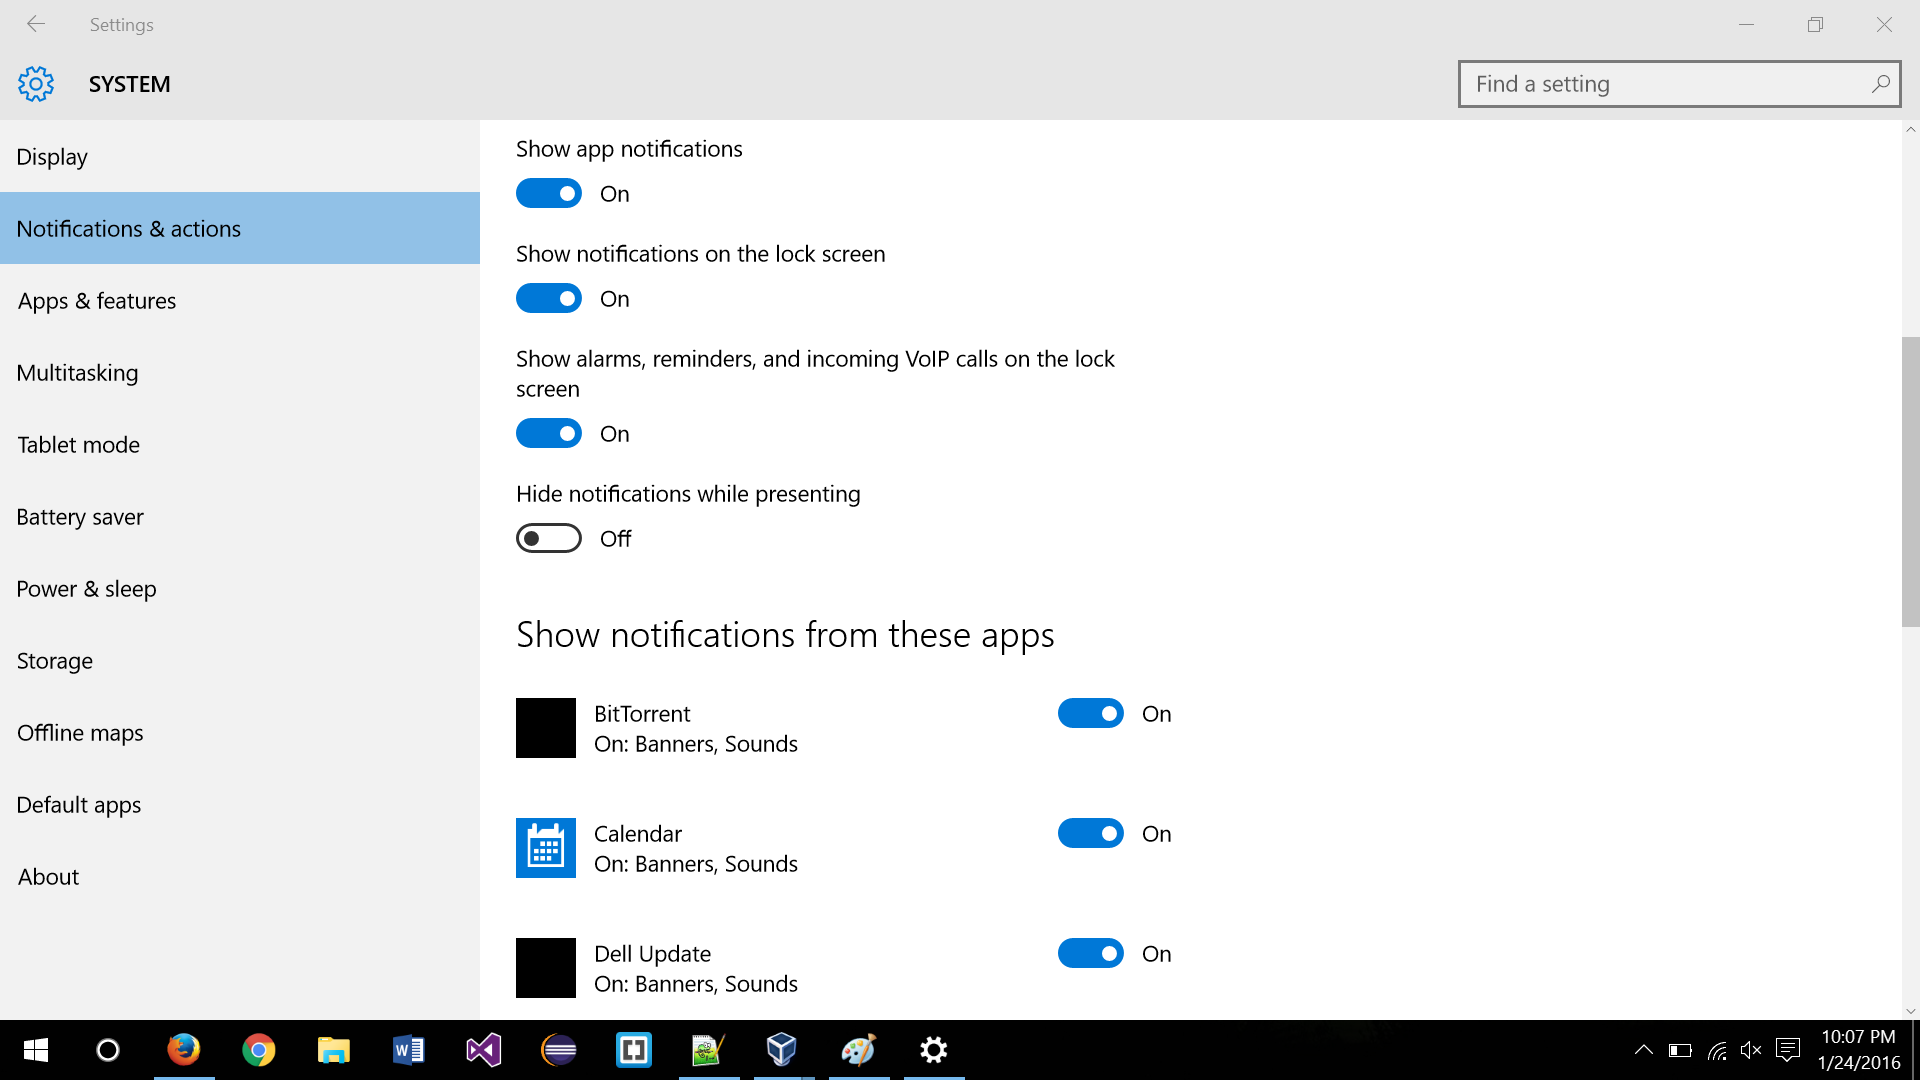 Settings
SYSTEM
Find a setting
Display
Notifications & actions
Apps & features
Multitasking
Tablet mode
Battery saver
Power & sleep
Storage
Offline maps
Default apps
About
Show app notifications
On
Show notifications on the lock screen
On
Show alarms, reminders, and incoming VoIP calls on the lock
screen
On
Hide notifications while presenting
Off
Show notifications from these apps
BitTorrent
On: Banners, Sounds
On
Calendar
On: Banners, Sounds
On
Dell Update
On: Banners, Sounds
On
10:07 PM
1/24/2016